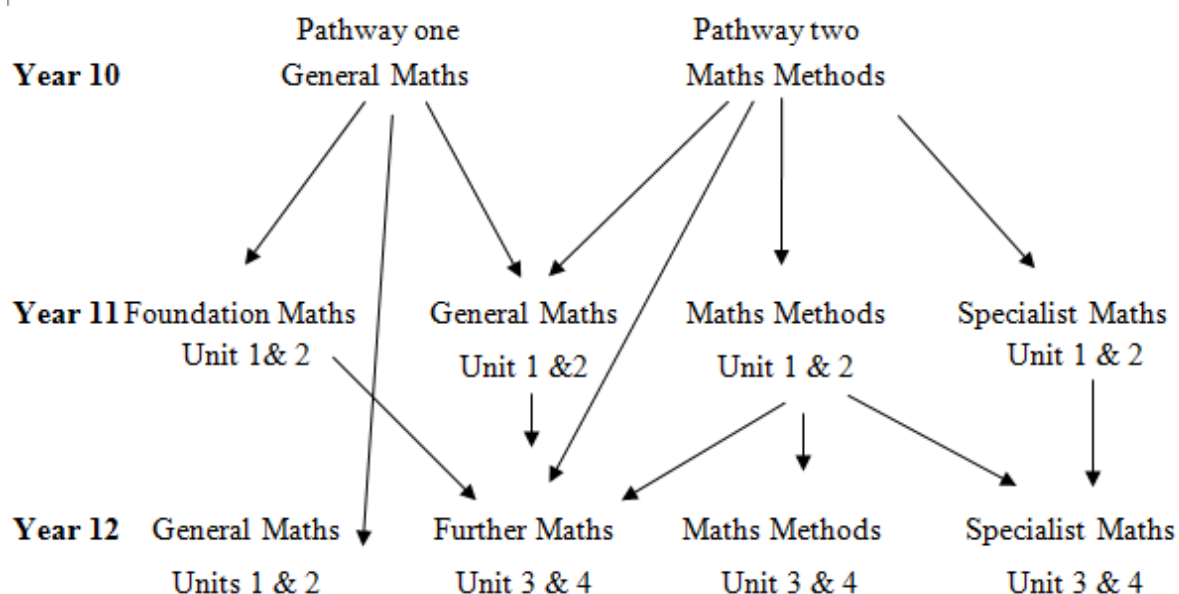 Pathway one Pathway two
Year 10 General Maths Maths Methods
Year 11 Foundation Maths General Maths Maths Methods Specialist Maths
Unit 1& 2 Unit 1 &2 Unit 1 & 2 Unit 1 & 2
Year 12 General Maths Further Maths Maths Methods Specialist Maths
Units 1 & 2 Unit 3 & 4 Unit 3 & 4 Unit 3 & 4